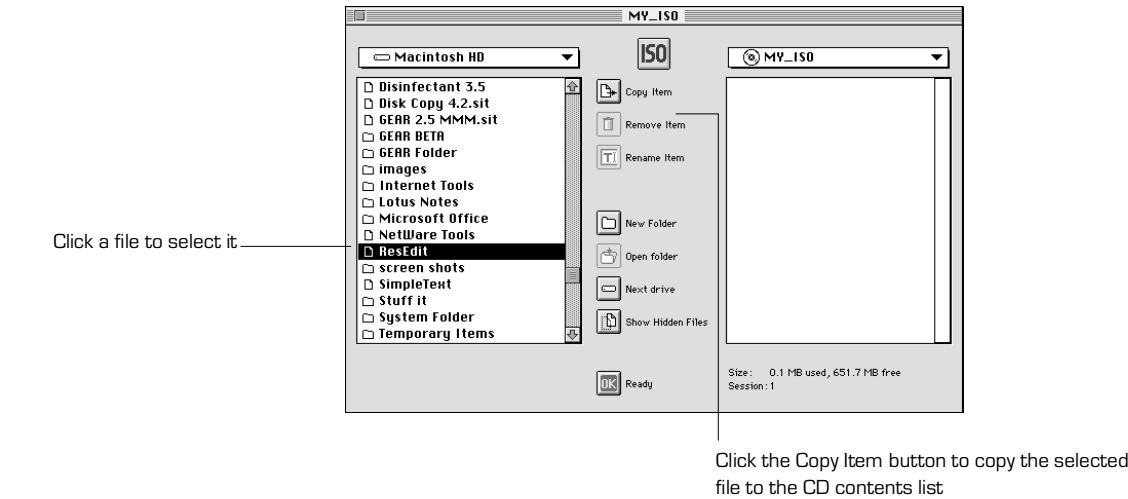 MY_ISO
Macintosh HD
ISO
MY_ISO
Disinfectant 3.5
Disk Copy 4.2.sit
GEAR 2.5 MMM.sit
GEAR BETA
GEAR Folder
images
Internet Tools
Lotus Notes
Microsoft Office
NetWare Tools
ResEdit
screen shots
SimpleText
Stuff it
System Folder
Temporary Items
Copy Item
Remove Item
TI Rename Item
New Folder
Open folder
Next drive
Show Hidden Files
OK Ready
Size: 0.1 MB used, 651.7 MB free
Session: 1
Click a file to select it
Click the Copy Item button to copy the selected
file to the CD contents list